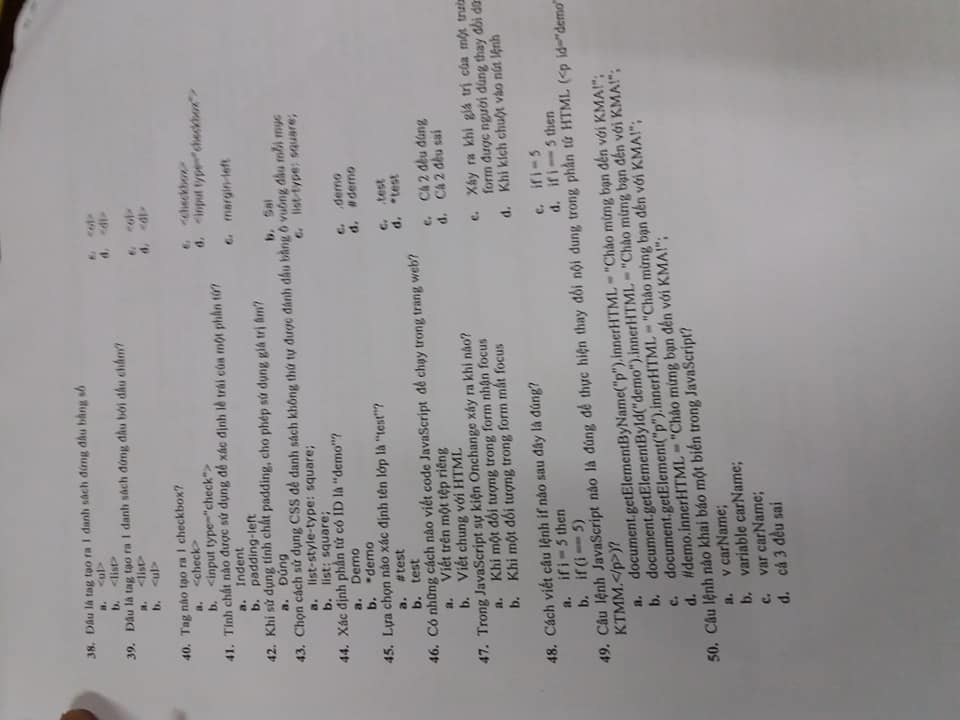 38. Đâu là tag tạo ra 1 danh sách đứng đầu bằng số
a. <ul> c. <ol>
b. <list> d. <dl>
39. Đâu là tag tạo ra 1 danh sách đứng đầu bởi dấu chấm?
a. <list> c. <ol>
b. <ul> d. <dl>
40. Tag nào tạo ra 1 checkbox?
a. <check> c. <checkbox>
b. <input type="check"> d. <input type="checkbox">
41. Tính chất nào được sử dụng để xác định lề trái của một phần tử?
a. Indent c. margin-left
b. padding-left
42. Khi sử dụng tính chất padding, cho phép sử dụng giá trị âm?
a. Đúng b. Sai
43. Chọn cách sử dụng CSS để danh sách không thứ tự được đánh dấu bằng ô vuông đầu mỗi mục
a. list-style-type: square; c. list-type: square;
b. list: square;
44. Xác định phần tử có ID là "demo"?
a. Demo c. .demo
b. *demo d. #demo
45. Lựa chọn nào xác định tên lớp là "test"?
a. #test c. .test
b. test d. *test
46. Có những cách nào viết code JavaScript để chạy trong trang web?
a. Viết trên một tệp riêng c. Cả 2 đều đúng
b. Viết chung với HTML d. Cả 2 đều sai
47. Trong JavaScript sự kiện Onchange xảy ra khi nào?
a. Khi một đối tượng trong form nhận focus c. Xảy ra khi giá trị của một
b. Khi một đối tượng trong form mất focus form được người dùng thay đổi
d. Khi kích chuột vào nút lệnh
48. Cách viết câu lệnh if nào sau đây là đúng?
a. if i = 5 then c. if i = 5
b. if (i == 5) d. if i == 5 then
49. Câu lệnh JavaScript nào là đúng để thực hiện thay đổi nội dung trong phần tử HTML (<p id="demo
KTMM.</p>)?
a. document.getElementByName("p").innerHTML = "Chào mừng bạn đến với KMA!";
b. document.getElementById("demo").innerHTML = "Chào mừng bạn đến với KMA!";
c. document.getElement("p").innerHTML = "Chào mừng bạn đến với KMA!";
d. #demo.innerHTML = "Chào mừng bạn đến với KMA!";
50. Câu lệnh nào khai báo một biến trong JavaScript?
a. v carName;
b. variable carName;
c. var carName;
d. cả 3 đều sai